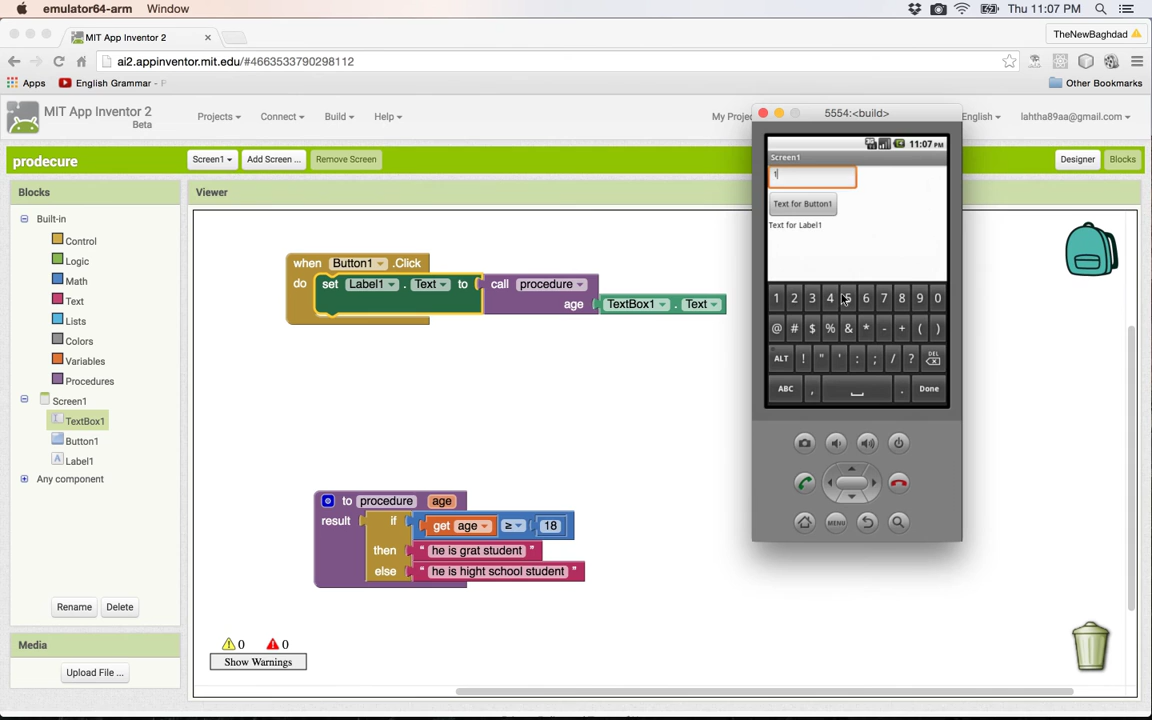 emulator64-arm Window Thu 11:07 PM
MIT App Inventor 2 TheNewBaghdad
ai2.appinventor.mit.edu/#4663533790298112
Apps English Grammar - P Other Bookmarks
MIT App Inventor 2
Beta
Projects Connect Build Help My Projec English lahtha89aa@gmail.com
prodecure Screen1 Add Screen ... Remove Screen Designer Blocks
Blocks
Viewer
Built-in
Control
Logic
Math
Text
Lists
Colors
Variables
Procedures
Screen1
TextBox1
Button1
Label1
Any component
Rename Delete
Media
Upload File ...
when Button1 .Click
do set Label1 . Text to call procedure
age TextBox1 . Text
to procedure age
result if get age ≥ 18
then " he is grat student "
else " he is hight school student "
0 0
Show Warnings
5554:<build>
11:07 PM
Screen1
1
Text for Button1
Text for Label1
1 2 3 4 5 6 7 8 9 0
@ # $ % & * - + ( )
ALT ! " ' : ; / ? DEL
ABC , . Done
MENU